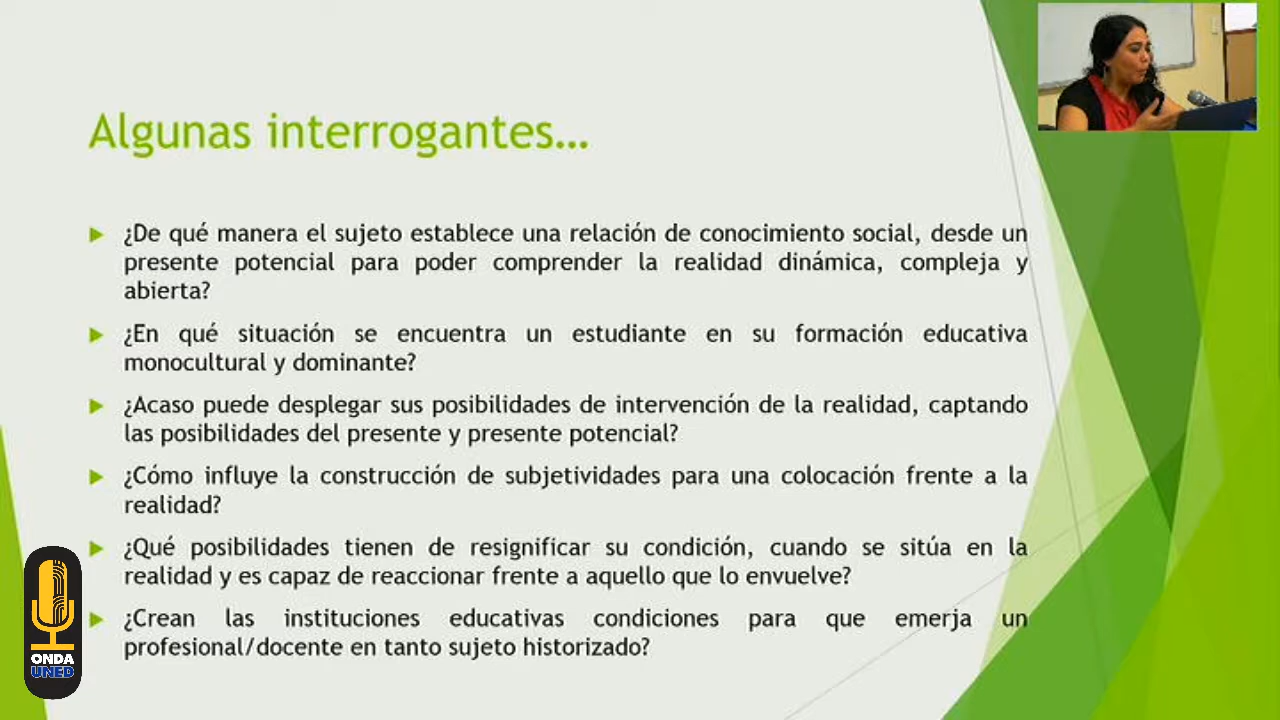 Algunas interrogantes...
¿De qué manera el sujeto establece una relación de conocimiento social, desde un
presente potencial para poder comprender la realidad dinámica, compleja y
abierta?
¿En qué situación se encuentra un estudiante en su formación educativa
monocultural y dominante?
¿Acaso puede desplegar sus posibilidades de intervención de la realidad, captando
las posibilidades del presente y presente potencial?
¿Cómo influye la construcción de subjetividades para una colocación frente a la
realidad?
¿Qué posibilidades tienen de resignificar su condición, cuando se sitúa en la
realidad y es capaz de reaccionar frente a aquello que lo envuelve?
¿Crean las instituciones educativas condiciones para que emerja un
profesional/docente en tanto sujeto historizado?
ONDA
UNED